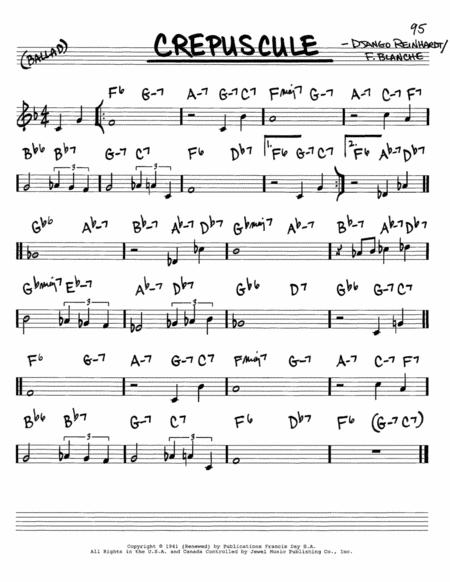 95
(BALLAD) CREPUSCULE – DJANGO REINHARDT/
F. BLANCHE
F6 G-7 A-7 G-7 C7 Fmaj7 G-7 A-7 C-7 F7
Bb6 Bb7 3 G-7 C7 3 F6 Db7 1. F6 G-7 C7 2. F6 Ab-7 Db7
Gb6 Ab-7 Bb-7 Ab-7 Db7 Gbmaj7 Ab-7 Bb-7 Ab-7 Db7
Gbmaj7 Eb-7 3 Ab-7 Db7 3 Gb6 D7 Gb6 G-7 C7
F6 G-7 A-7 G-7 C7 Fmaj7 G-7 A-7 C-7 F7
Bb6 Bb7 3 G-7 C7 3 F6 Db7 F6 (G-7 C7)
Copyright © 1941 (Renewed) by Publications Francis Day S.A.
All Rights in the U.S.A. and Canada Controlled by Jewel Music Publishing Co., Inc.